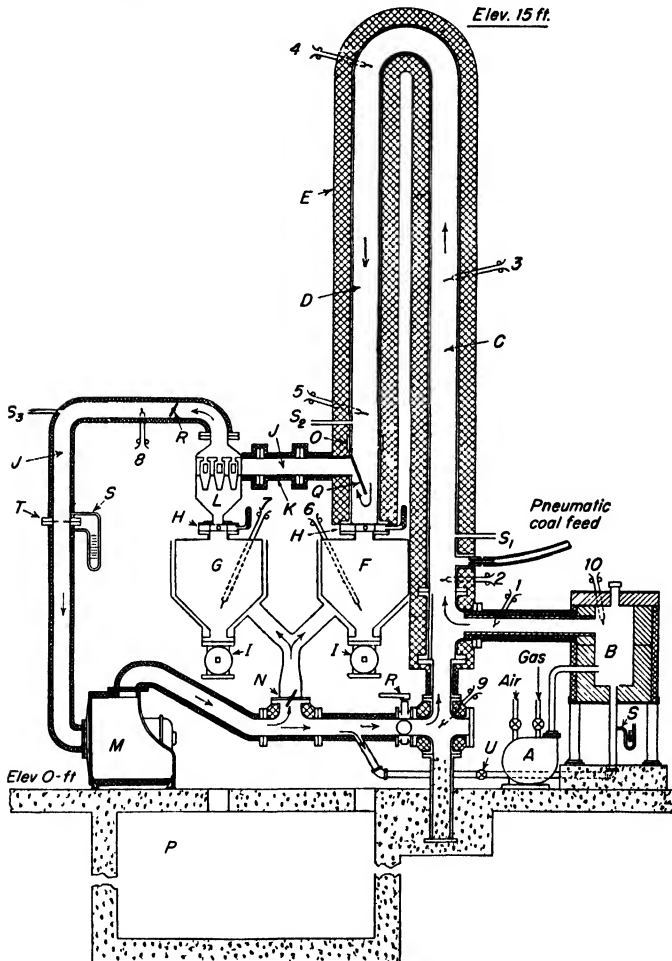 Elev. 15 ft.
4
E
3
D
C
5
S2
S3
R
J
O
8
J
L
Q
K
7
6
Pneumatic
coal feed
T
S
H
H
S1
10
2
1
G
F
B
I
I
Gas
Air
N
R
9
S
M
A
U
Elev 0-ft
P